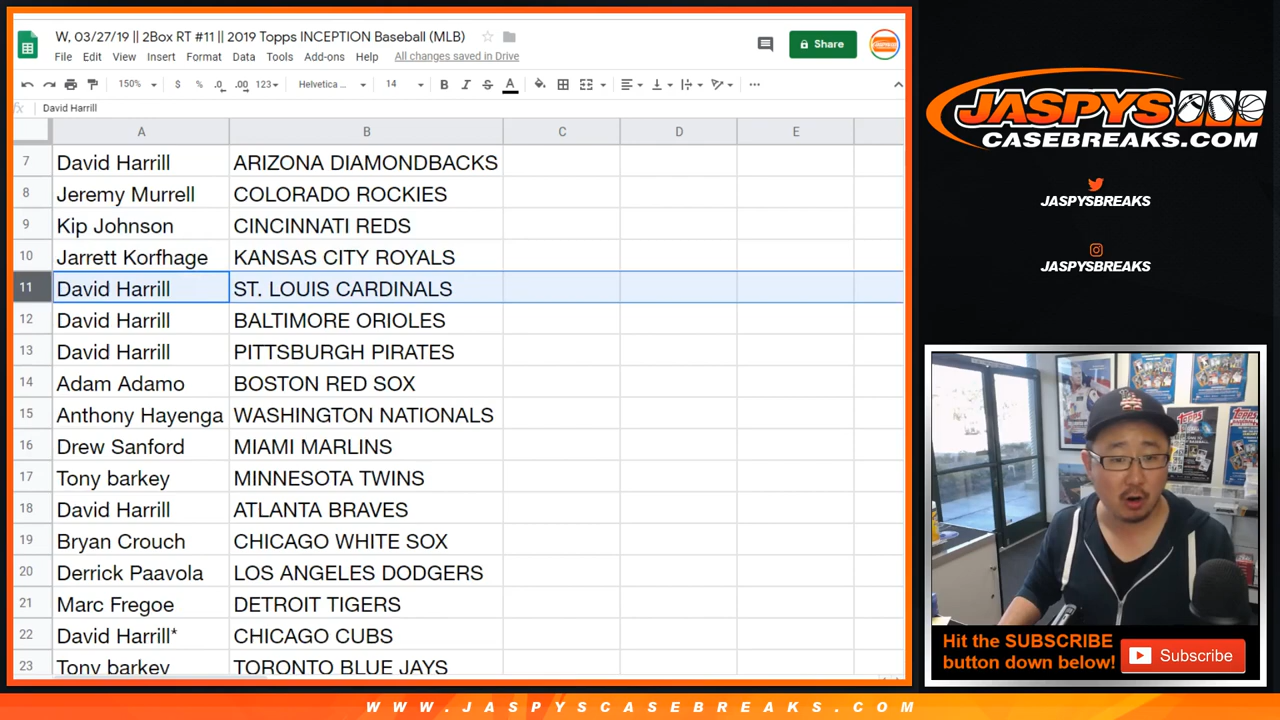 W, 03/27/19 || 2Box RT #11 || 2019 Topps INCEPTION Baseball (MLB)
File Edit View Insert Format Data Tools Add-ons Help All changes saved in Drive
Share
150% $ % .0 .00 123 Helvetica ... 14 B I S A ...
fx David Harrill
A B C D E
7 David Harrill ARIZONA DIAMONDBACKS
8 Jeremy Murrell COLORADO ROCKIES
9 Kip Johnson CINCINNATI REDS
10 Jarrett Korfhage KANSAS CITY ROYALS
11 David Harrill ST. LOUIS CARDINALS
12 David Harrill BALTIMORE ORIOLES
13 David Harrill PITTSBURGH PIRATES
14 Adam Adamo BOSTON RED SOX
15 Anthony Hayenga WASHINGTON NATIONALS
16 Drew Sanford MIAMI MARLINS
17 Tony barkey MINNESOTA TWINS
18 David Harrill ATLANTA BRAVES
19 Bryan Crouch CHICAGO WHITE SOX
20 Derrick Paavola LOS ANGELES DODGERS
21 Marc Fregoe DETROIT TIGERS
22 David Harrill* CHICAGO CUBS
23 Tony barkey TORONTO BLUE JAYS
JASPYS
CASEBREAKS.COM
JASPYSBREAKS
JASPYSBREAKS
TOPPS
Hit the SUBSCRIBE
button down below!
Subscribe
WWW.JASPYSCASEBREAKS.COM